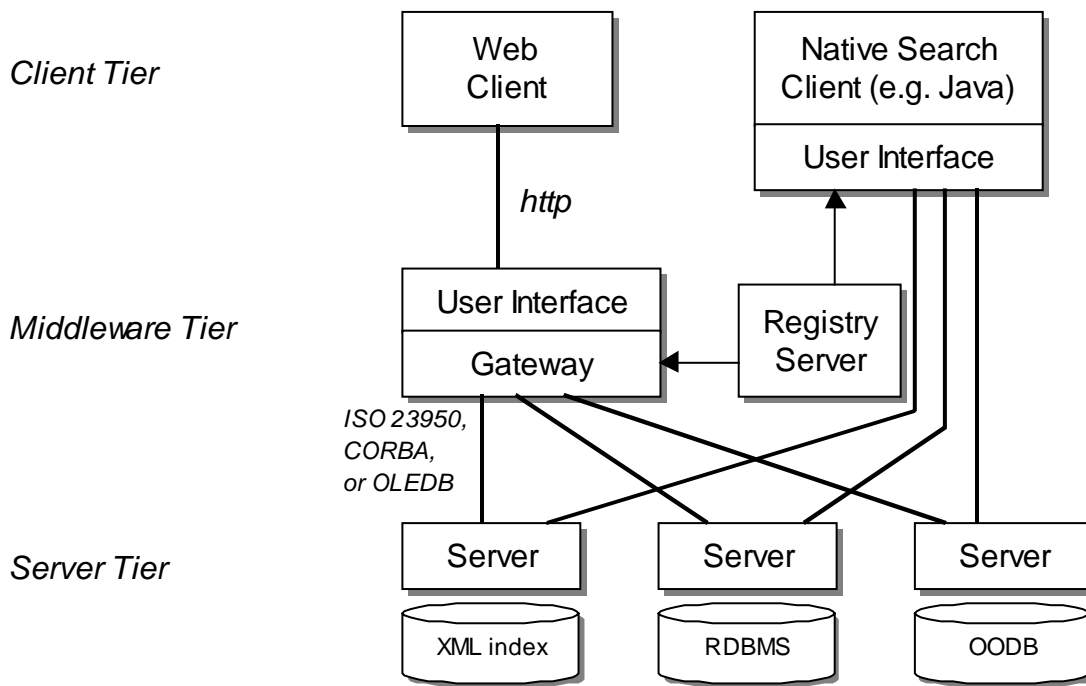 Client Tier
Web
Client
Native Search
Client (e.g. Java)
User Interface
http
Middleware Tier
User Interface
Gateway
Registry
Server
ISO 23950,
CORBA,
or OLEDB
Server Tier
Server
Server
Server
XML index
RDBMS
OODB